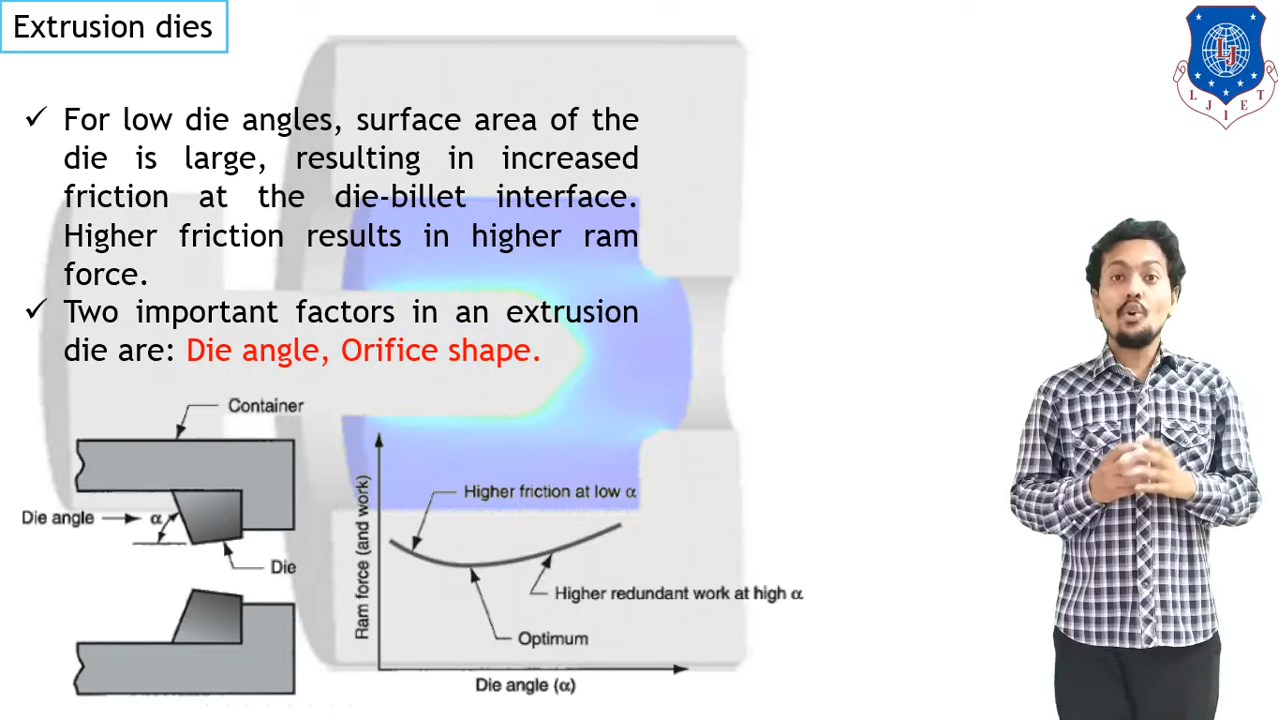 Extrusion dies
✓ For low die angles, surface area of the
die is large, resulting in increased
friction at the die-billet interface.
Higher friction results in higher ram
force.
✓ Two important factors in an extrusion
die are: Die angle, Orifice shape.
Container
Die angle
α
Die
Ram force (and work)
Higher friction at low α
Higher redundant work at high α
Optimum
Die angle (α)
LJ
L J I E T